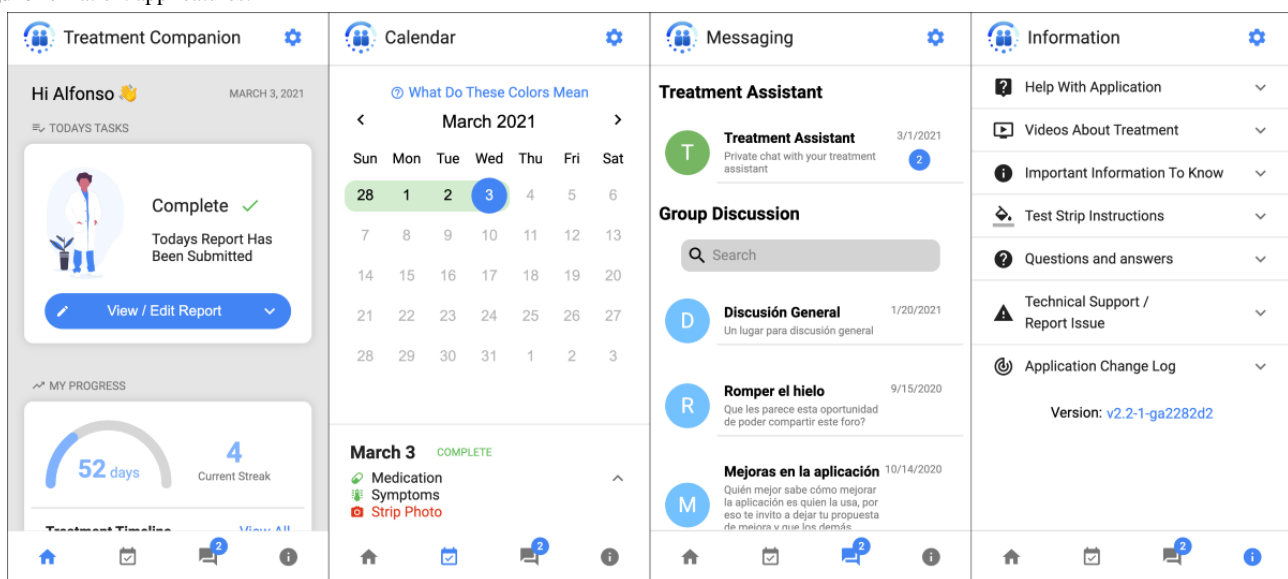 Treatment Companion
Hi Alfonso
MARCH 3, 2021
TODAYS TASKS
Complete
Todays Report Has
Been Submitted
View / Edit Report
MY PROGRESS
52 days
4
Current Streak
Treatment Timeline
View All
2
Calendar
What Do These Colors Mean
March 2021
Sun Mon Tue Wed Thu Fri Sat
28 1 2 3 4 5 6
7 8 9 10 11 12 13
14 15 16 17 18 19 20
21 22 23 24 25 26 27
28 29 30 31 1 2 3
March 3 COMPLETE
Medication
Symptoms
Strip Photo
2
Messaging
Treatment Assistant
T
Treatment Assistant
3/1/2021
Private chat with your treatment
assistant
2
Group Discussion
Search
D
Discusión General
1/20/2021
Un lugar para discusión general
R
Romper el hielo
9/15/2020
Que les parece esta oportunidad
de poder compartir este foro?
M
Mejoras en la aplicación
10/14/2020
Quién mejor sabe cómo mejorar
la aplicación es quien la usa, por
eso te invito a dejar tu propuesta
de mejora y que los demás
2
Information
Help With Application
Videos About Treatment
Important Information To Know
Test Strip Instructions
Questions and answers
Technical Support /
Report Issue
Application Change Log
Version: v2.2-1-ga2282d2
2